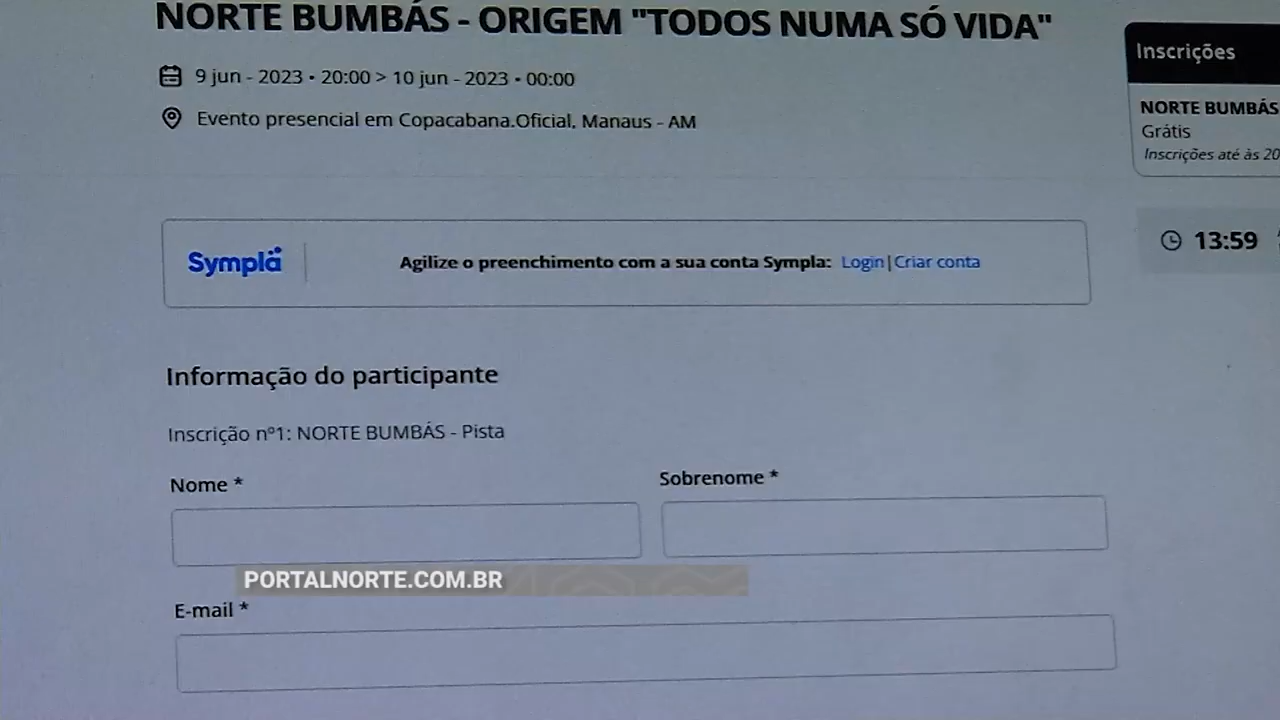 NORTE BUMBÁS - ORIGEM "TODOS NUMA SÓ VIDA"
9 jun - 2023 • 20:00 > 10 jun - 2023 • 00:00
Evento presencial em Copacabana.Oficial, Manaus - AM
Inscrições
NORTE BUMBÁS
Grátis
Inscrições até às 20
13:59
Sympla
Agilize o preenchimento com a sua conta Sympla: Login|Criar conta
Informação do participante
Inscrição nº1: NORTE BUMBÁS - Pista
Nome *
Sobrenome *
PORTALNORTE.COM.BR
E-mail *